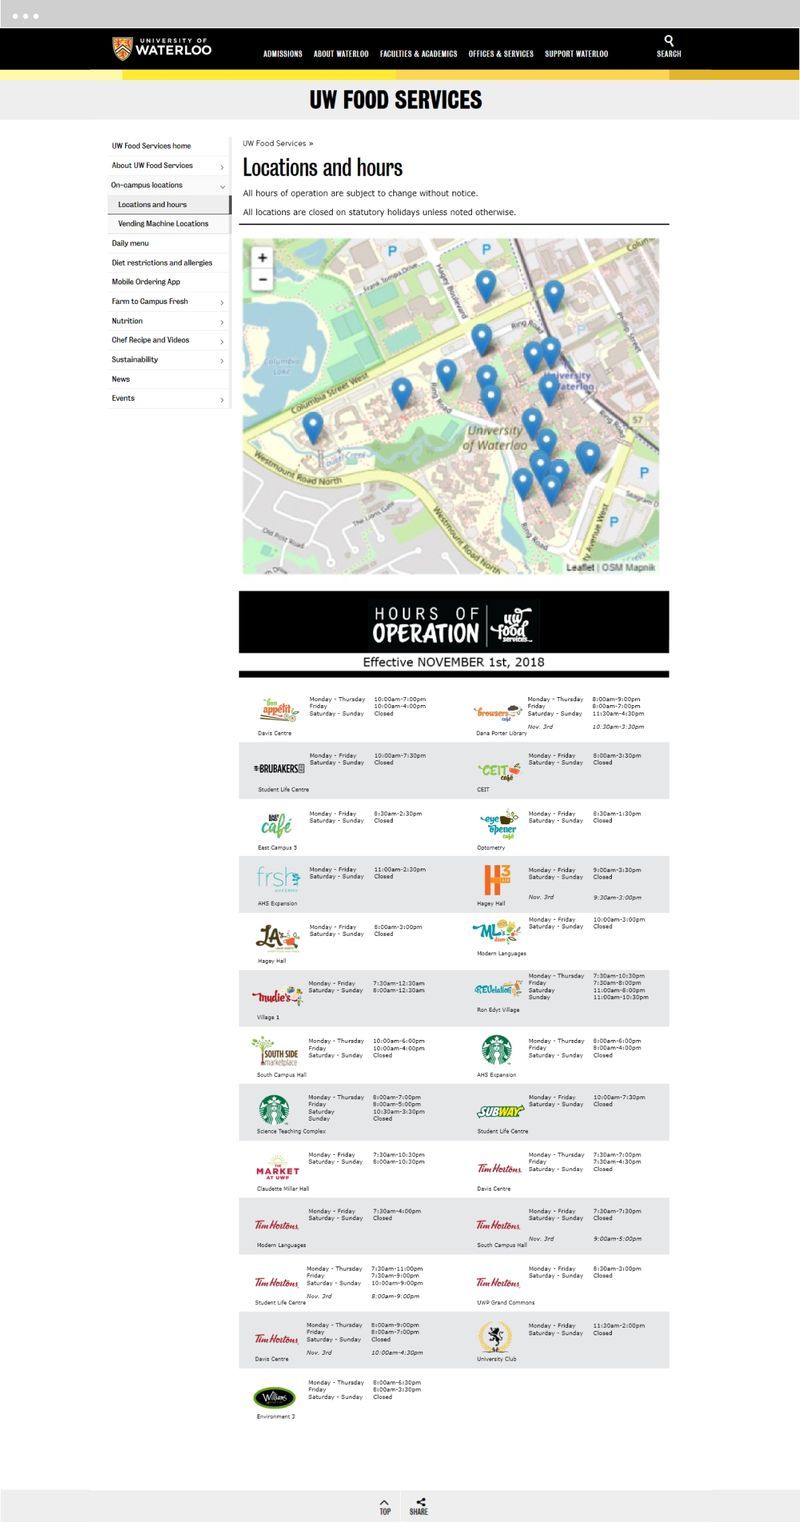 UNIVERSITY OF
WATERLOO
ADMISSIONS ABOUT WATERLOO FACULTIES & ACADEMICS OFFICES & SERVICES SUPPORT WATERLOO SEARCH
UW FOOD SERVICES
UW Food Services home
About UW Food Services
On-campus locations
Locations and hours
Vending Machine Locations
Daily menu
Diet restrictions and allergies
Mobile Ordering App
Farm to Campus Fresh
Nutrition
Chef Recipe and Videos
Sustainability
News
Events
UW Food Services »
Locations and hours
All hours of operation are subject to change without notice.
All locations are closed on statutory holidays unless noted otherwise.
+
−
P
P
Frank Tompa Drive
Hagey Boulevard
Columbia Lake
Columbia Street West
Ring Road
Ring Road
Phillip Street
University of Waterloo
57
Westmount Road North
Westmount Road North
The Lions Gate
Old Post Road
Ring Road
P
P
Leaflet | OSM Mapnik
HOURS OF
OPERATION
uw food services
Effective NOVEMBER 1st, 2018
bon appetit
Monday - Thursday 10:00am-7:00pm
Friday 10:00am-4:00pm
Saturday - Sunday Closed
Davis Centre
browsers café
Monday - Thursday 8:00am-9:00pm
Friday 8:00am-7:00pm
Saturday - Sunday 11:30am-4:30pm
Nov. 3rd 10:30am-3:30pm
Dana Porter Library
BRUBAKERS
Monday - Friday 10:00am-7:30pm
Saturday - Sunday Closed
Student Life Centre
CEIT café
Monday - Friday 8:00am-3:30pm
Saturday - Sunday Closed
CEIT
café
Monday - Friday 8:30am-2:30pm
Saturday - Sunday Closed
East Campus 3
eye opener café
Monday - Friday 8:30am-1:30pm
Saturday - Sunday Closed
Optometry
frsh
Monday - Friday 11:00am-2:30pm
Saturday - Sunday Closed
AHS Expansion
H3
Monday - Friday 9:00am-3:30pm
Saturday - Sunday Closed
Nov. 3rd 9:30am-3:00pm
Hagey Hall
LA's
Monday - Friday 8:00am-3:00pm
Saturday - Sunday Closed
Hagey Hall
ML's diner
Monday - Friday 10:00am-3:00pm
Saturday - Sunday Closed
Modern Languages
mudie's
Monday - Friday 7:30am-12:30am
Saturday - Sunday 8:00am-12:30am
Village 1
REVelation
Monday - Thursday 7:30am-10:30pm
Friday 7:30am-8:00pm
Saturday 11:00am-8:00pm
Sunday 11:00am-10:30pm
Ron Edyt Village
SOUTH SIDE marketplace
Monday - Thursday 10:00am-6:00pm
Friday 10:00am-4:00pm
Saturday - Sunday Closed
South Campus Hall
Monday - Thursday 8:00am-6:00pm
Friday 8:00am-4:00pm
Saturday - Sunday Closed
AHS Expansion
Monday - Thursday 8:00am-7:00pm
Friday 8:00am-5:00pm
Saturday 10:30am-3:30pm
Sunday Closed
Science Teaching Complex
SUBWAY
Monday - Friday 10:00am-7:30pm
Saturday - Sunday Closed
Student Life Centre
THE MARKET AT UWP
Monday - Friday 7:30am-10:30pm
Saturday - Sunday 8:00am-10:30pm
Claudette Millar Hall
Tim Hortons
Monday - Thursday 7:30am-7:00pm
Friday 7:30am-4:30pm
Saturday - Sunday Closed
Davis Centre
Tim Hortons
Monday - Friday 7:30am-4:00pm
Saturday - Sunday Closed
Modern Languages
Tim Hortons
Monday - Friday 7:30am-7:30pm
Saturday - Sunday Closed
Nov. 3rd 9:00am-5:00pm
South Campus Hall
Tim Hortons
Monday - Thursday 7:30am-11:00pm
Friday 7:30am-9:00pm
Saturday - Sunday 10:00am-9:00pm
Nov. 3rd 8:00am-9:00pm
Student Life Centre
Tim Hortons
Monday - Friday 8:30am-3:00pm
Saturday - Sunday Closed
UWP Grand Commons
Tim Hortons
Monday - Thursday 8:00am-9:00pm
Friday 8:00am-7:00pm
Saturday - Sunday Closed
Nov. 3rd 10:00am-4:30pm
Davis Centre
Monday - Friday 11:30am-2:00pm
Saturday - Sunday Closed
University Club
Williams
Monday - Thursday 8:00am-6:30pm
Friday 8:00am-3:30pm
Saturday - Sunday Closed
Environment 3
TOP SHARE